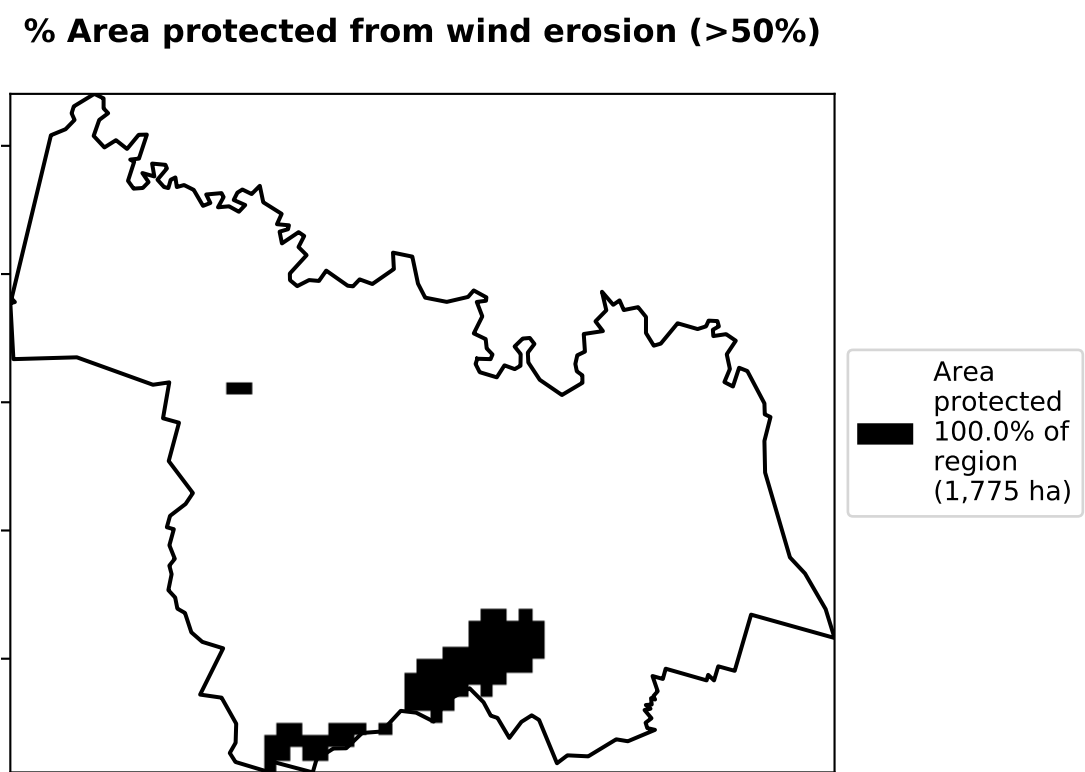 % Area protected from wind erosion (>50%)
Area
protected
100.0% of
region
(1,775 ha)